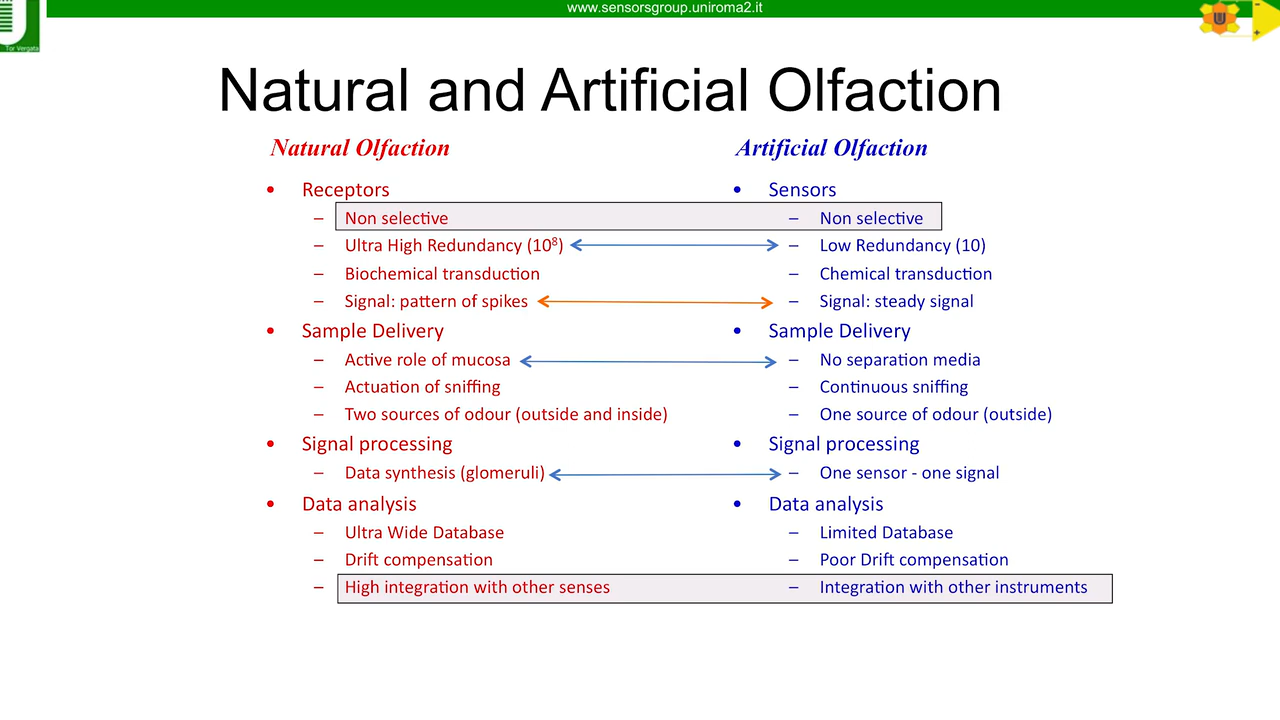 www.sensorsgroup.uniroma2.it
Tor Vergata
Natural and Artificial Olfaction
Natural Olfaction
• Receptors
– Non selective
– Ultra High Redundancy (10⁸)
– Biochemical transduction
– Signal: pattern of spikes
• Sample Delivery
– Active role of mucosa
– Actuation of sniffing
– Two sources of odour (outside and inside)
• Signal processing
– Data synthesis (glomeruli)
• Data analysis
– Ultra Wide Database
– Drift compensation
– High integration with other senses
Artificial Olfaction
• Sensors
– Non selective
– Low Redundancy (10)
– Chemical transduction
– Signal: steady signal
• Sample Delivery
– No separation media
– Continuous sniffing
– One source of odour (outside)
• Signal processing
– One sensor - one signal
• Data analysis
– Limited Database
– Poor Drift compensation
– Integration with other instruments